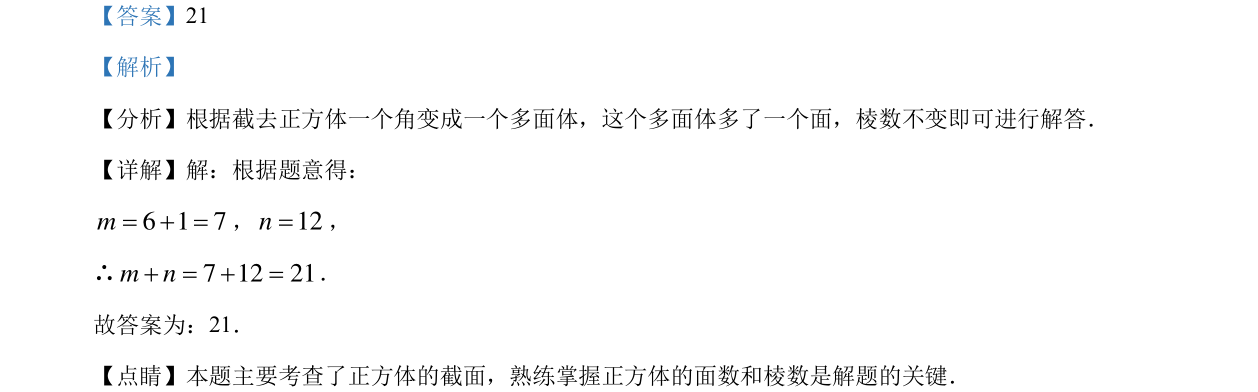 【答案】21
【解析】
【分析】根据截去正方体一个角变成一个多面体，这个多面体多了一个面，棱数不变即可进行解答．
【详解】解：根据题意得：
m＝6+1＝7，n＝12，
∴m+n＝7+12＝21．
故答案为：21．
【点睛】本题主要考查了正方体的截面，熟练掌握正方体的面数和棱数是解题的关键．